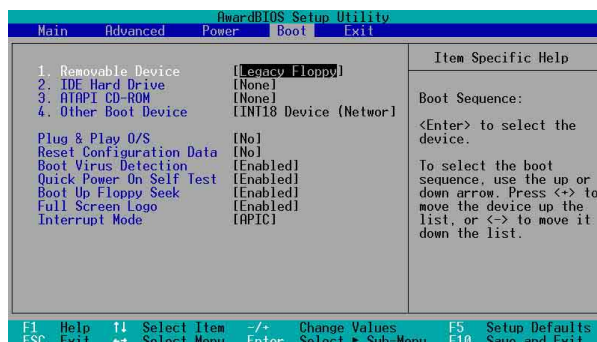 AwardBIOS Setup Utility
Main Advanced Power Boot Exit
Item Specific Help
1. Removable Device [Legacy Floppy]
2. IDE Hard Drive [None]
3. ATAPI CD-ROM [None]
4. Other Boot Device [INT18 Device (Networ]
Plug & Play O/S [No]
Reset Configuration Data [No]
Boot Virus Detection [Enabled]
Quick Power On Self Test [Enabled]
Boot Up Floppy Seek [Enabled]
Full Screen Logo [Enabled]
Interrupt Mode [APIC]
Boot Sequence:
<Enter> to select the
device.
To select the boot
sequence, use the up or
down arrow. Press <+> to
move the device up the
list, or <-> to move it
down the list.
F1 Help ↑↓ Select Item -/+ Change Values F5 Setup Defaults
ESC Exit ↔ Select Menu Enter Select ► Sub-Menu F10 Save and Exit